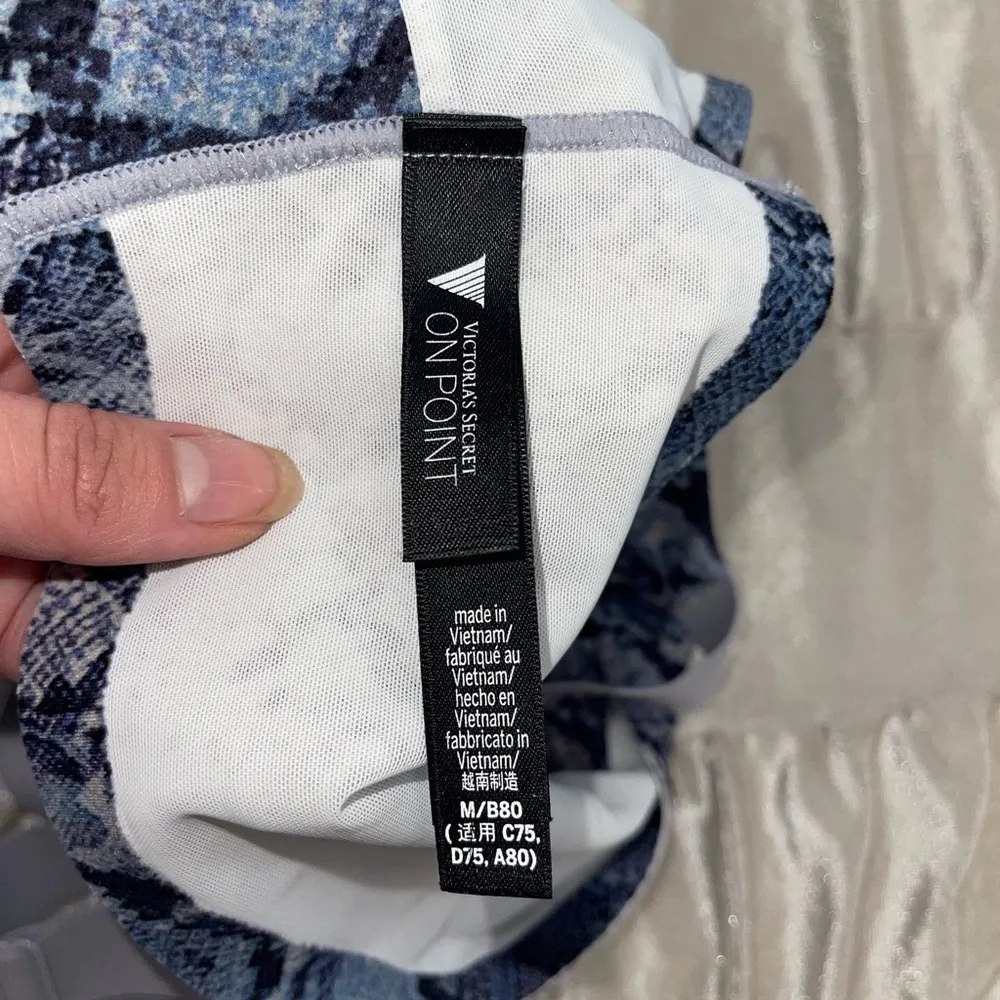 VICTORIA'S SECRET
ON POINT
made in
Vietnam/
fabriqué au
Vietnam/
hecho en
Vietnam/
fabbricato in
Vietnam/
越南制造
M/B80
( 适用 C75,
D75, A80)